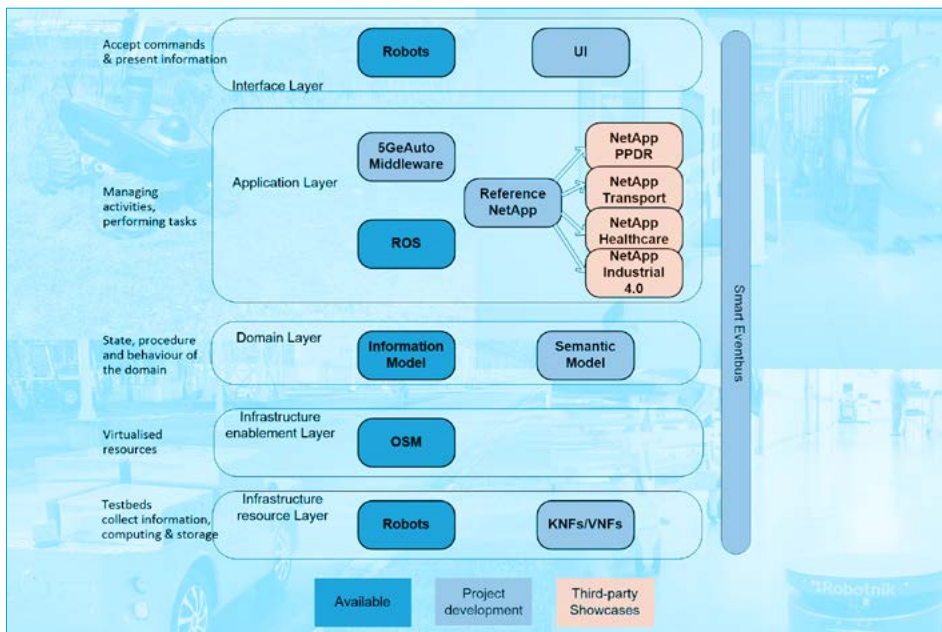 Accept commands
& present information
Robots
UI
Interface Layer
Managing
activities,
performing tasks
Application Layer
5GeAuto
Middleware
ROS
Reference
NetApp
NetApp
PPDR
NetApp
Transport
NetApp
Healthcare
NetApp
Industrial
4.0
State, procedure
and behaviour of
the domain
Domain Layer
Information
Model
Semantic
Model
Virtualised
resources
Infrastructure
enablement Layer
OSM
Testbeds
collect information,
computing & storage
Infrastructure
resource Layer
Robots
KNFs/VNFs
Smart Eventbus
Available
Project
development
Third-party
Showcases
Robotnik